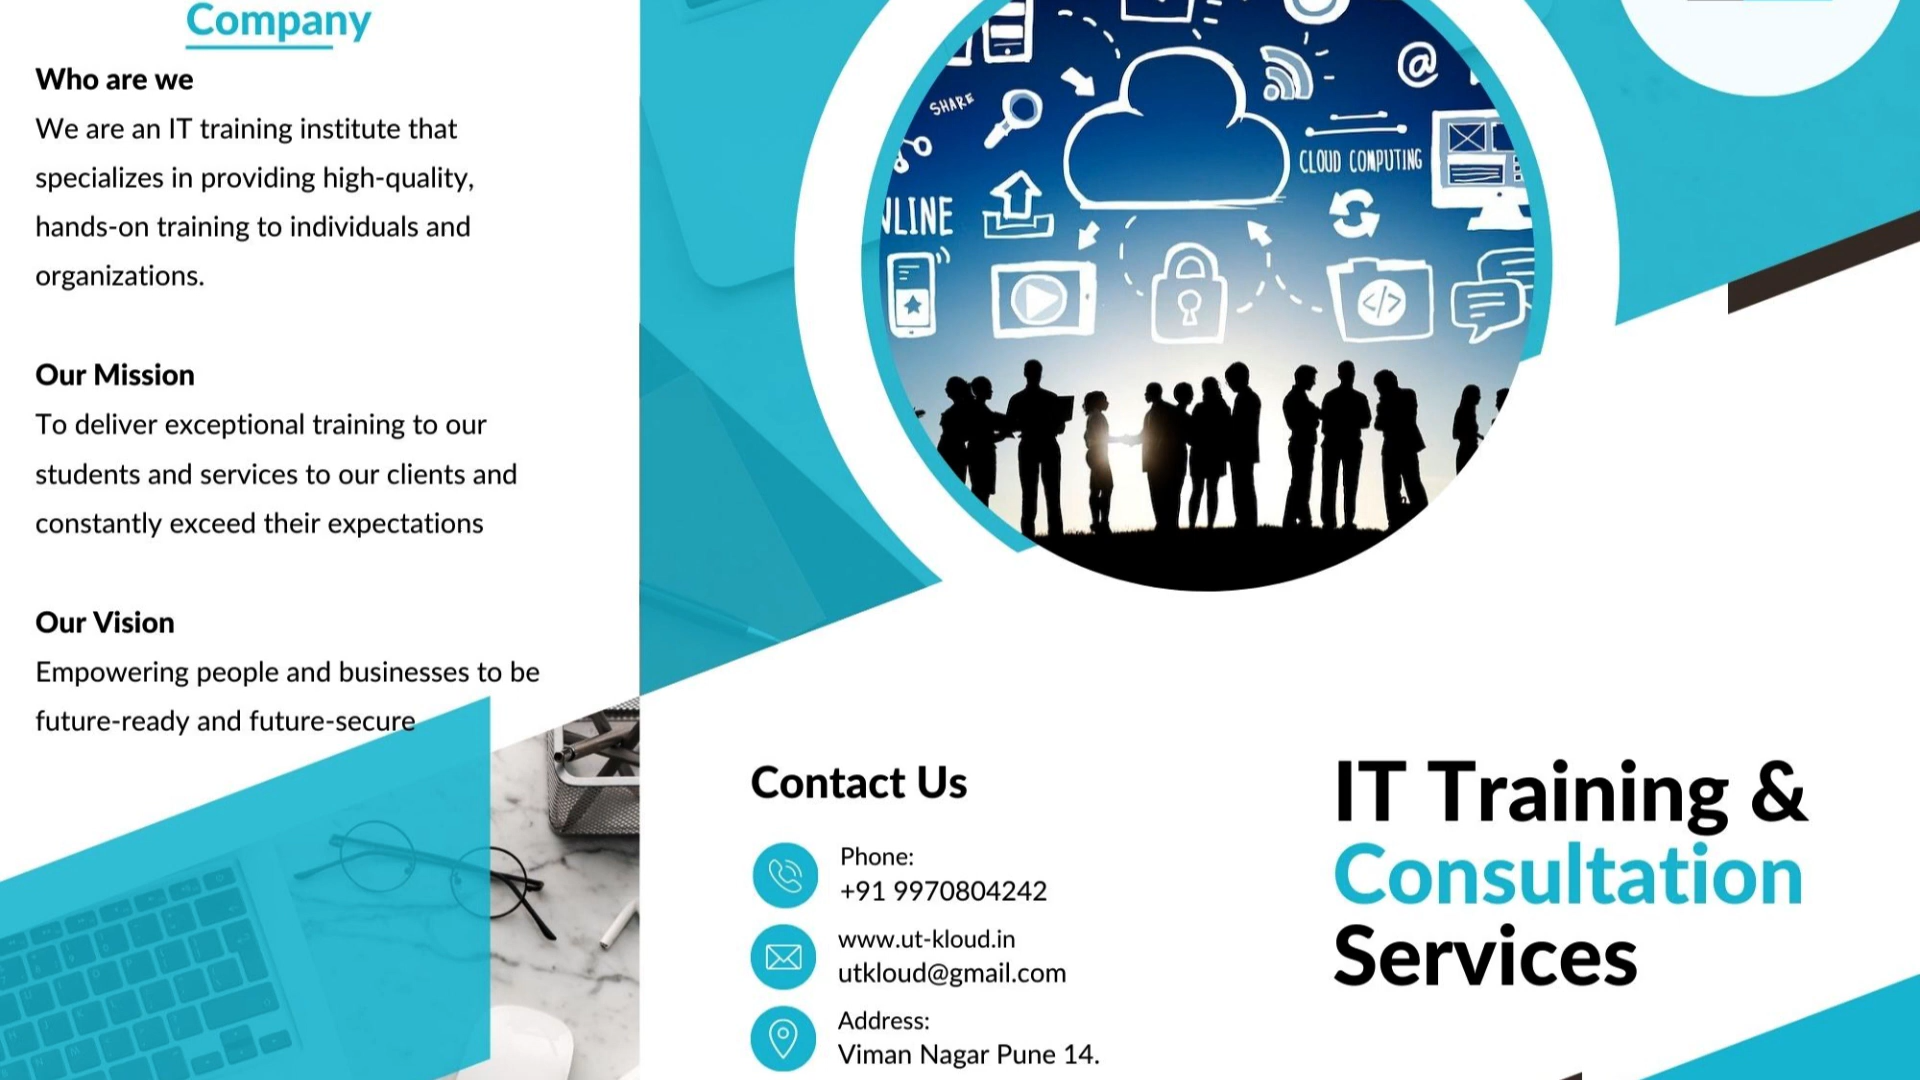 Company
Who are we
We are an IT training institute that
specializes in providing high-quality,
hands-on training to individuals and
organizations.
Our Mission
To deliver exceptional training to our
students and services to our clients and
constantly exceed their expectations
Our Vision
Empowering people and businesses to be
future-ready and future-secure
SHARE
CLOUD COMPUTING
NLINE
Contact Us
Phone:
+91 9970804242
www.ut-kloud.in
utkloud@gmail.com
Address:
Viman Nagar Pune 14.
IT Training &
Consultation
Services